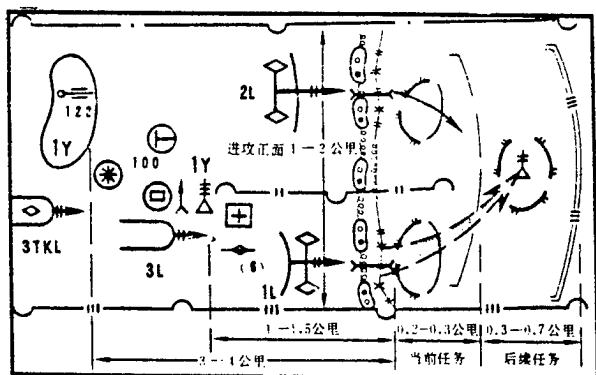 2L
122
1Y
进攻正面1—2公里
100
1Y
3TKL
3L
(6)
1L
1—1.5公里
0.2—0.3公里
0.3—0.7公里
3—4公里
当前任务
后续任务